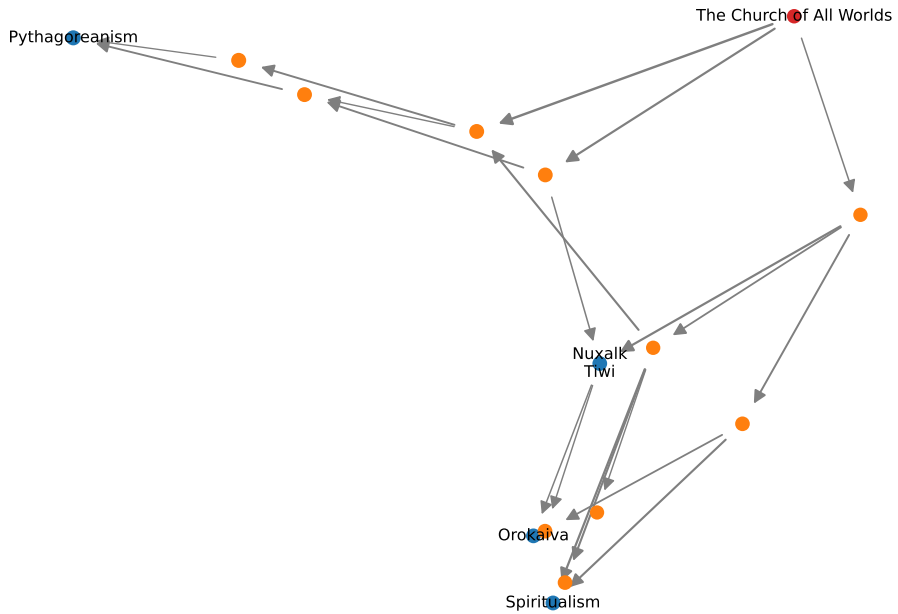 The Church of All Worlds
Pythagoreanism
Nuxalk
Tiwi
Orokaiva
Spiritualism